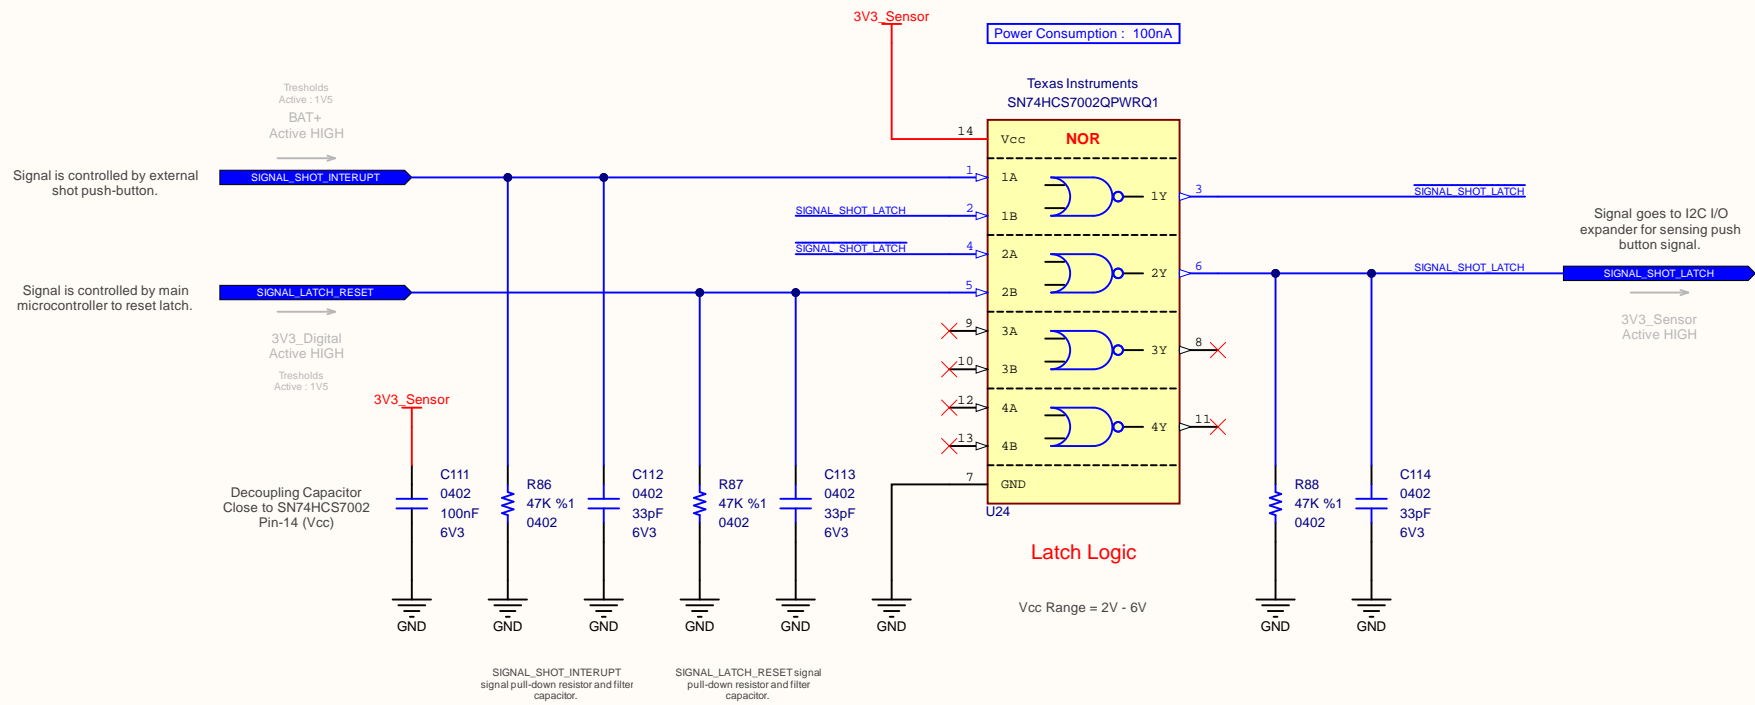 3V3_Sensor
Power Consumption : 100nA
Texas Instruments
SN74HCS7002QPWRQ1
Tresholds
Active : 1V5
BAT+
Active HIGH
14
Vcc
NOR
Signal is controlled by external
shot push-button.
SIGNAL_SHOT_INTERUPT
1
1A
1Y
3
SIGNAL_SHOT_LATCH
SIGNAL_SHOT_LATCH
2
1B
Signal goes to I2C I/O
expander for sensing push
button signal.
SIGNAL_SHOT_LATCH
4
2A
2Y
6
SIGNAL_SHOT_LATCH
SIGNAL_SHOT_LATCH
Signal is controlled by main
microcontroller to reset latch.
SIGNAL_LATCH_RESET
5
2B
3V3_Digital
Active HIGH
Tresholds
Active : 1V5
3V3_Sensor
Active HIGH
9
3A
3Y
8
10
3B
12
4A
4Y
11
13
4B
7
GND
U24
3V3_Sensor
Decoupling Capacitor
Close to SN74HCS7002
Pin-14 (Vcc)
C111
0402
100nF
6V3
R86
47K %1
0402
C112
0402
33pF
6V3
R87
47K %1
0402
C113
0402
33pF
6V3
R88
47K %1
0402
C114
0402
33pF
6V3
Latch Logic
Vcc Range = 2V - 6V
GND
GND
GND
GND
GND
GND
GND
GND
SIGNAL_SHOT_INTERUPT
signal pull-down resistor and filter
capacitor.
SIGNAL_LATCH_RESET signal
pull-down resistor and filter
capacitor.